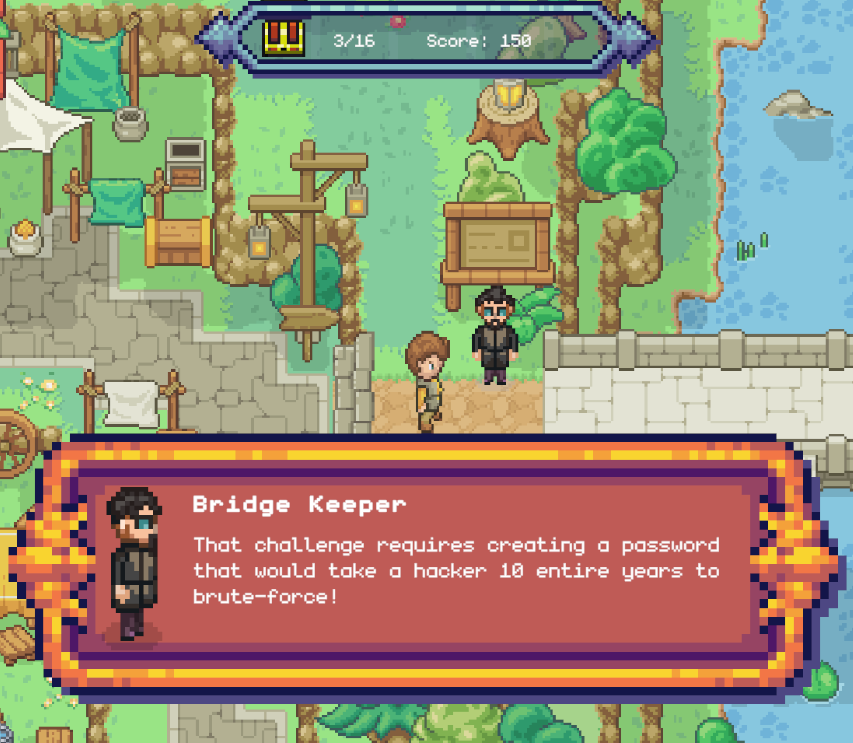 3/16 Score: 150
Bridge Keeper
That challenge requires creating a password
that would take a hacker 10 entire years to
brute-force!